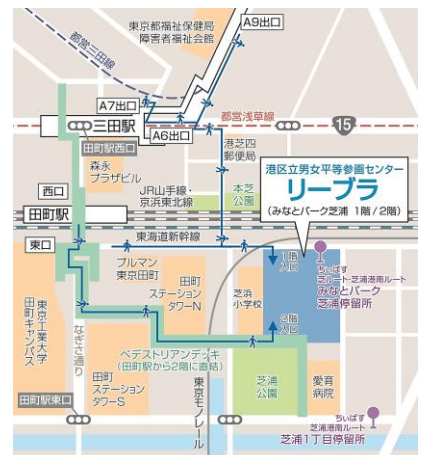 東京都福祉保健局
障害者福祉会館
A9出口
都営三田線
A7出口
三田駅
A6出口
都営浅草線
15
田町駅西口
森永
プラザビル
港芝四
郵便局
港区立男女平等参画センター
リーブラ
(みなとパーク芝浦 1階/2階)
西口
JR山手線・
京浜東北線
本芝
公園
田町駅
東口
東海道新幹線
プルマン
東京田町
田町
ステーション
タワーN
芝浜
小学校
1階
入口
2階
入口
ちぃばす
芝ルート・芝浦港南ルート
みなとパーク
芝浦停留所
東京工業大学
田町キャンパス
なぎさ通り
ペデストリアンデッキ
(田町駅から2階に直結)
田町
ステーション
タワーS
東京モノレール
芝浦
公園
愛育
病院
田町駅東口
ちぃばす
芝浦港南ルート
芝浦1丁目停留所